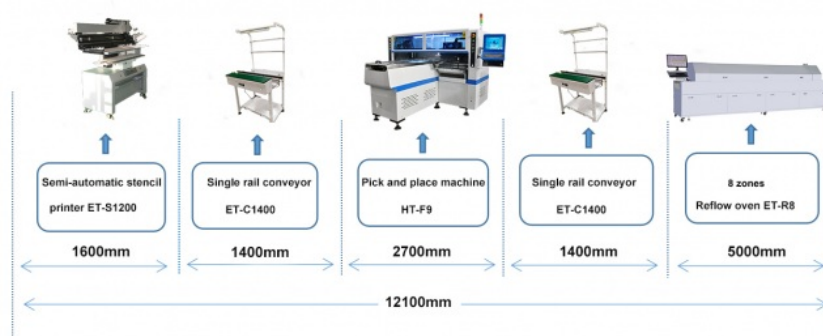 Semi-automatic stencil
printer ET-S1200
Single rail conveyor
ET-C1400
Pick and place machine
HT-F9
Single rail conveyor
ET-C1400
8 zones
Reflow oven ET-R8
1600mm
1400mm
2700mm
1400mm
5000mm
12100mm